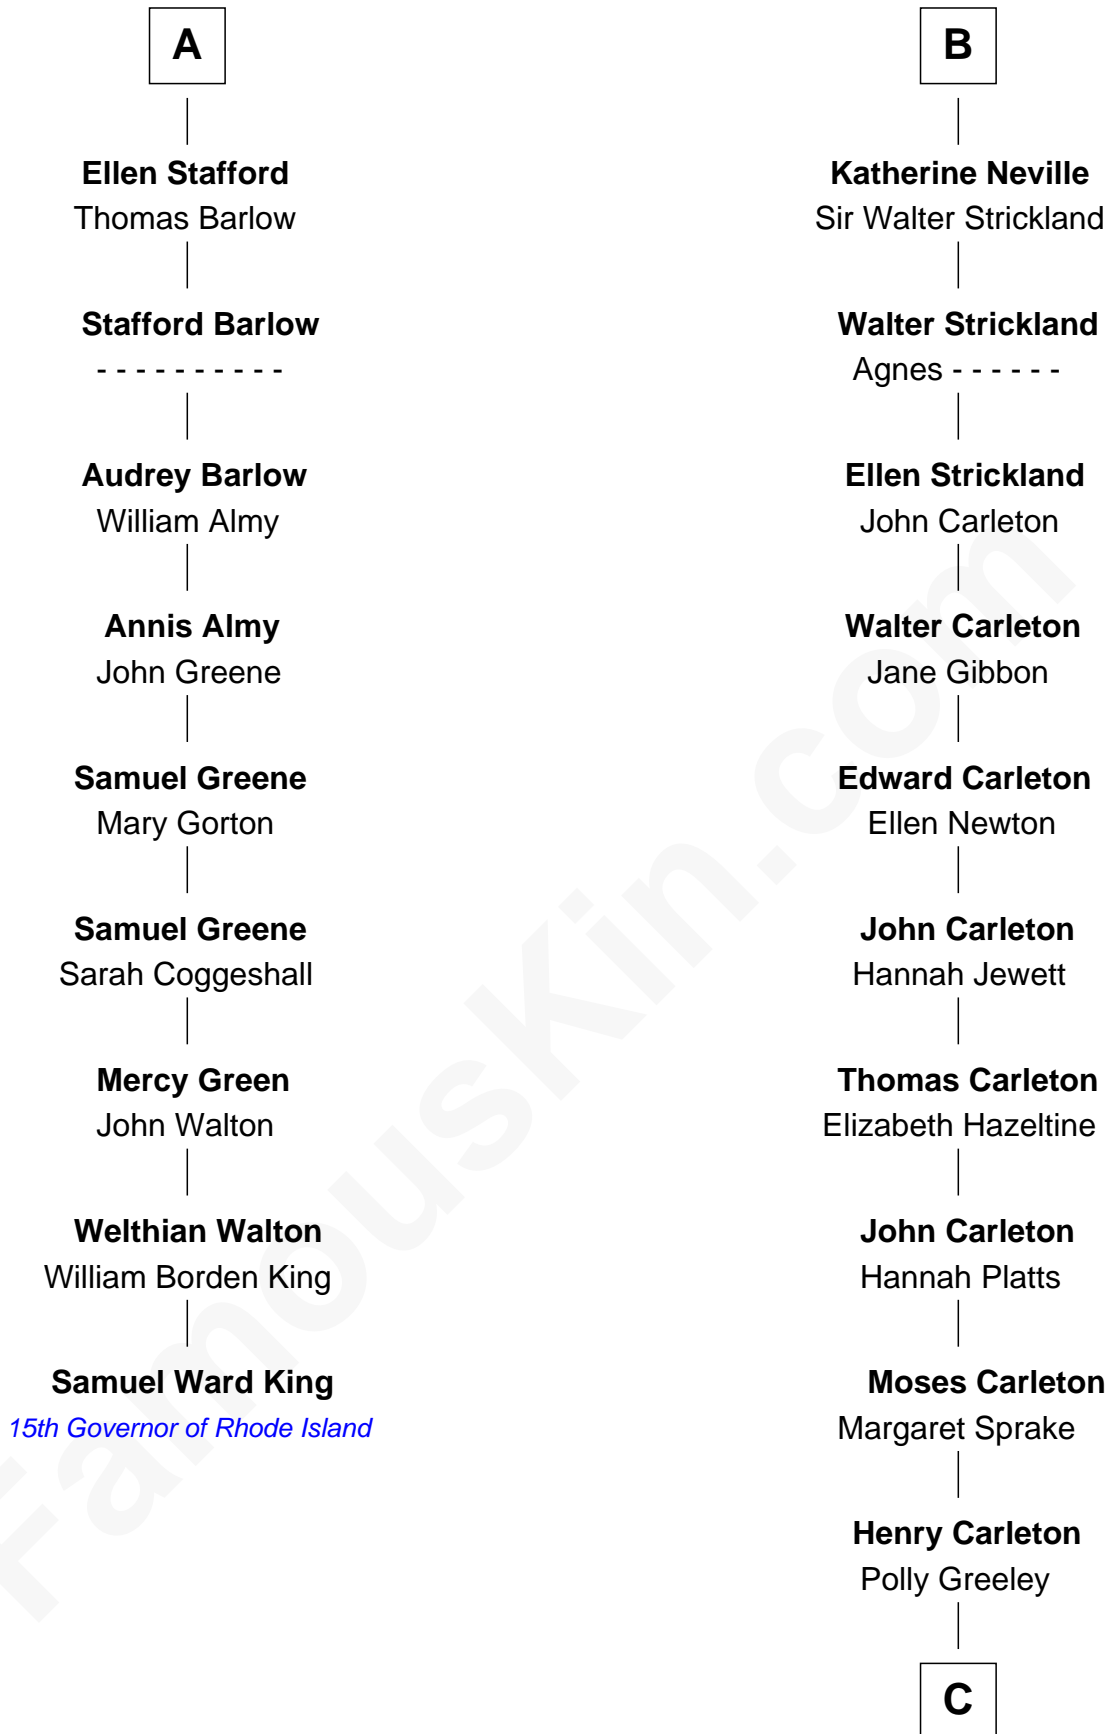 A
Ellen Stafford
Thomas Barlow
Stafford Barlow
- - - - - - - - - -
Audrey Barlow
William Almy
Annis Almy
John Greene
Samuel Greene
Mary Gorton
Samuel Greene
Sarah Coggeshall
Mercy Green
John Walton
Welthian Walton
William Borden King
Samuel Ward King
15th Governor of Rhode Island
B
Katherine Neville
Sir Walter Strickland
Walter Strickland
Agnes - - - - - -
Ellen Strickland
John Carleton
Walter Carleton
Jane Gibbon
Edward Carleton
Ellen Newton
John Carleton
Hannah Jewett
Thomas Carleton
Elizabeth Hazeltine
John Carleton
Hannah Platts
Moses Carleton
Margaret Sprake
Henry Carleton
Polly Greeley
C
FamousKin.com